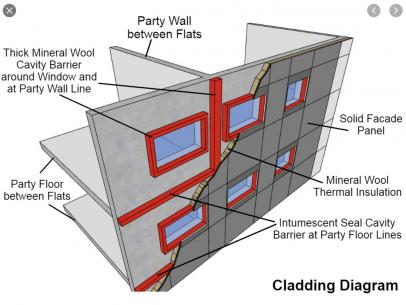 Party Wall
between Flats
Thick Mineral Wool
Cavity Barrier
around Window and
at Party Wall Line
Solid Facade
Panel
Party Floor
between Flats
Mineral Wool
Thermal Insulation
Intumescent Seal Cavity
Barrier at Party Floor Lines
Cladding Diagram